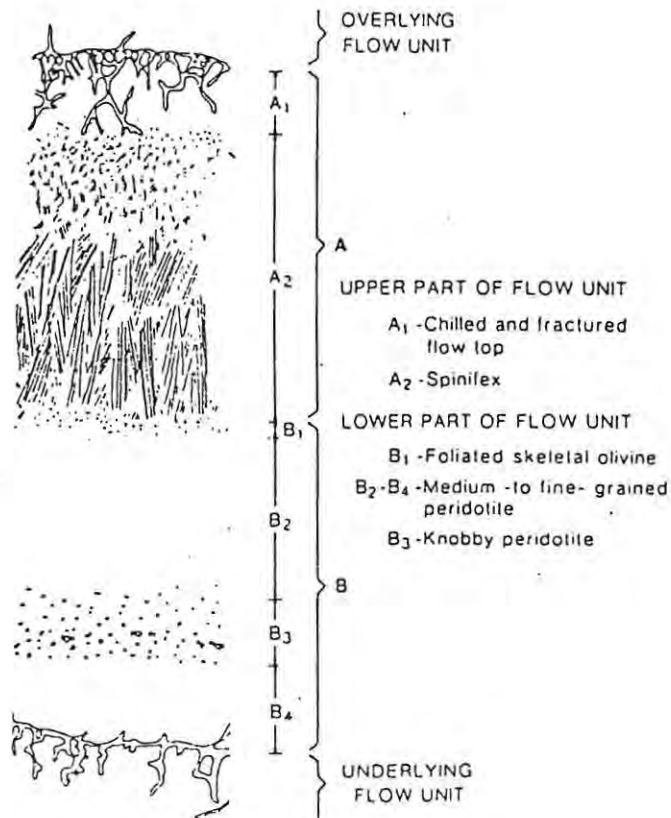 OVERLYING
FLOW UNIT
A₁
A
A₂
UPPER PART OF FLOW UNIT
A₁ -Chilled and fractured
flow top
A₂ -Spinifex
B₁
LOWER PART OF FLOW UNIT
B₁ -Foliated skeletal olivine
B₂-B₄ -Medium -to fine- grained
peridotite
B₃ -Knobby peridotite
B₂
B
B₃
B₄
UNDERLYING
FLOW UNIT